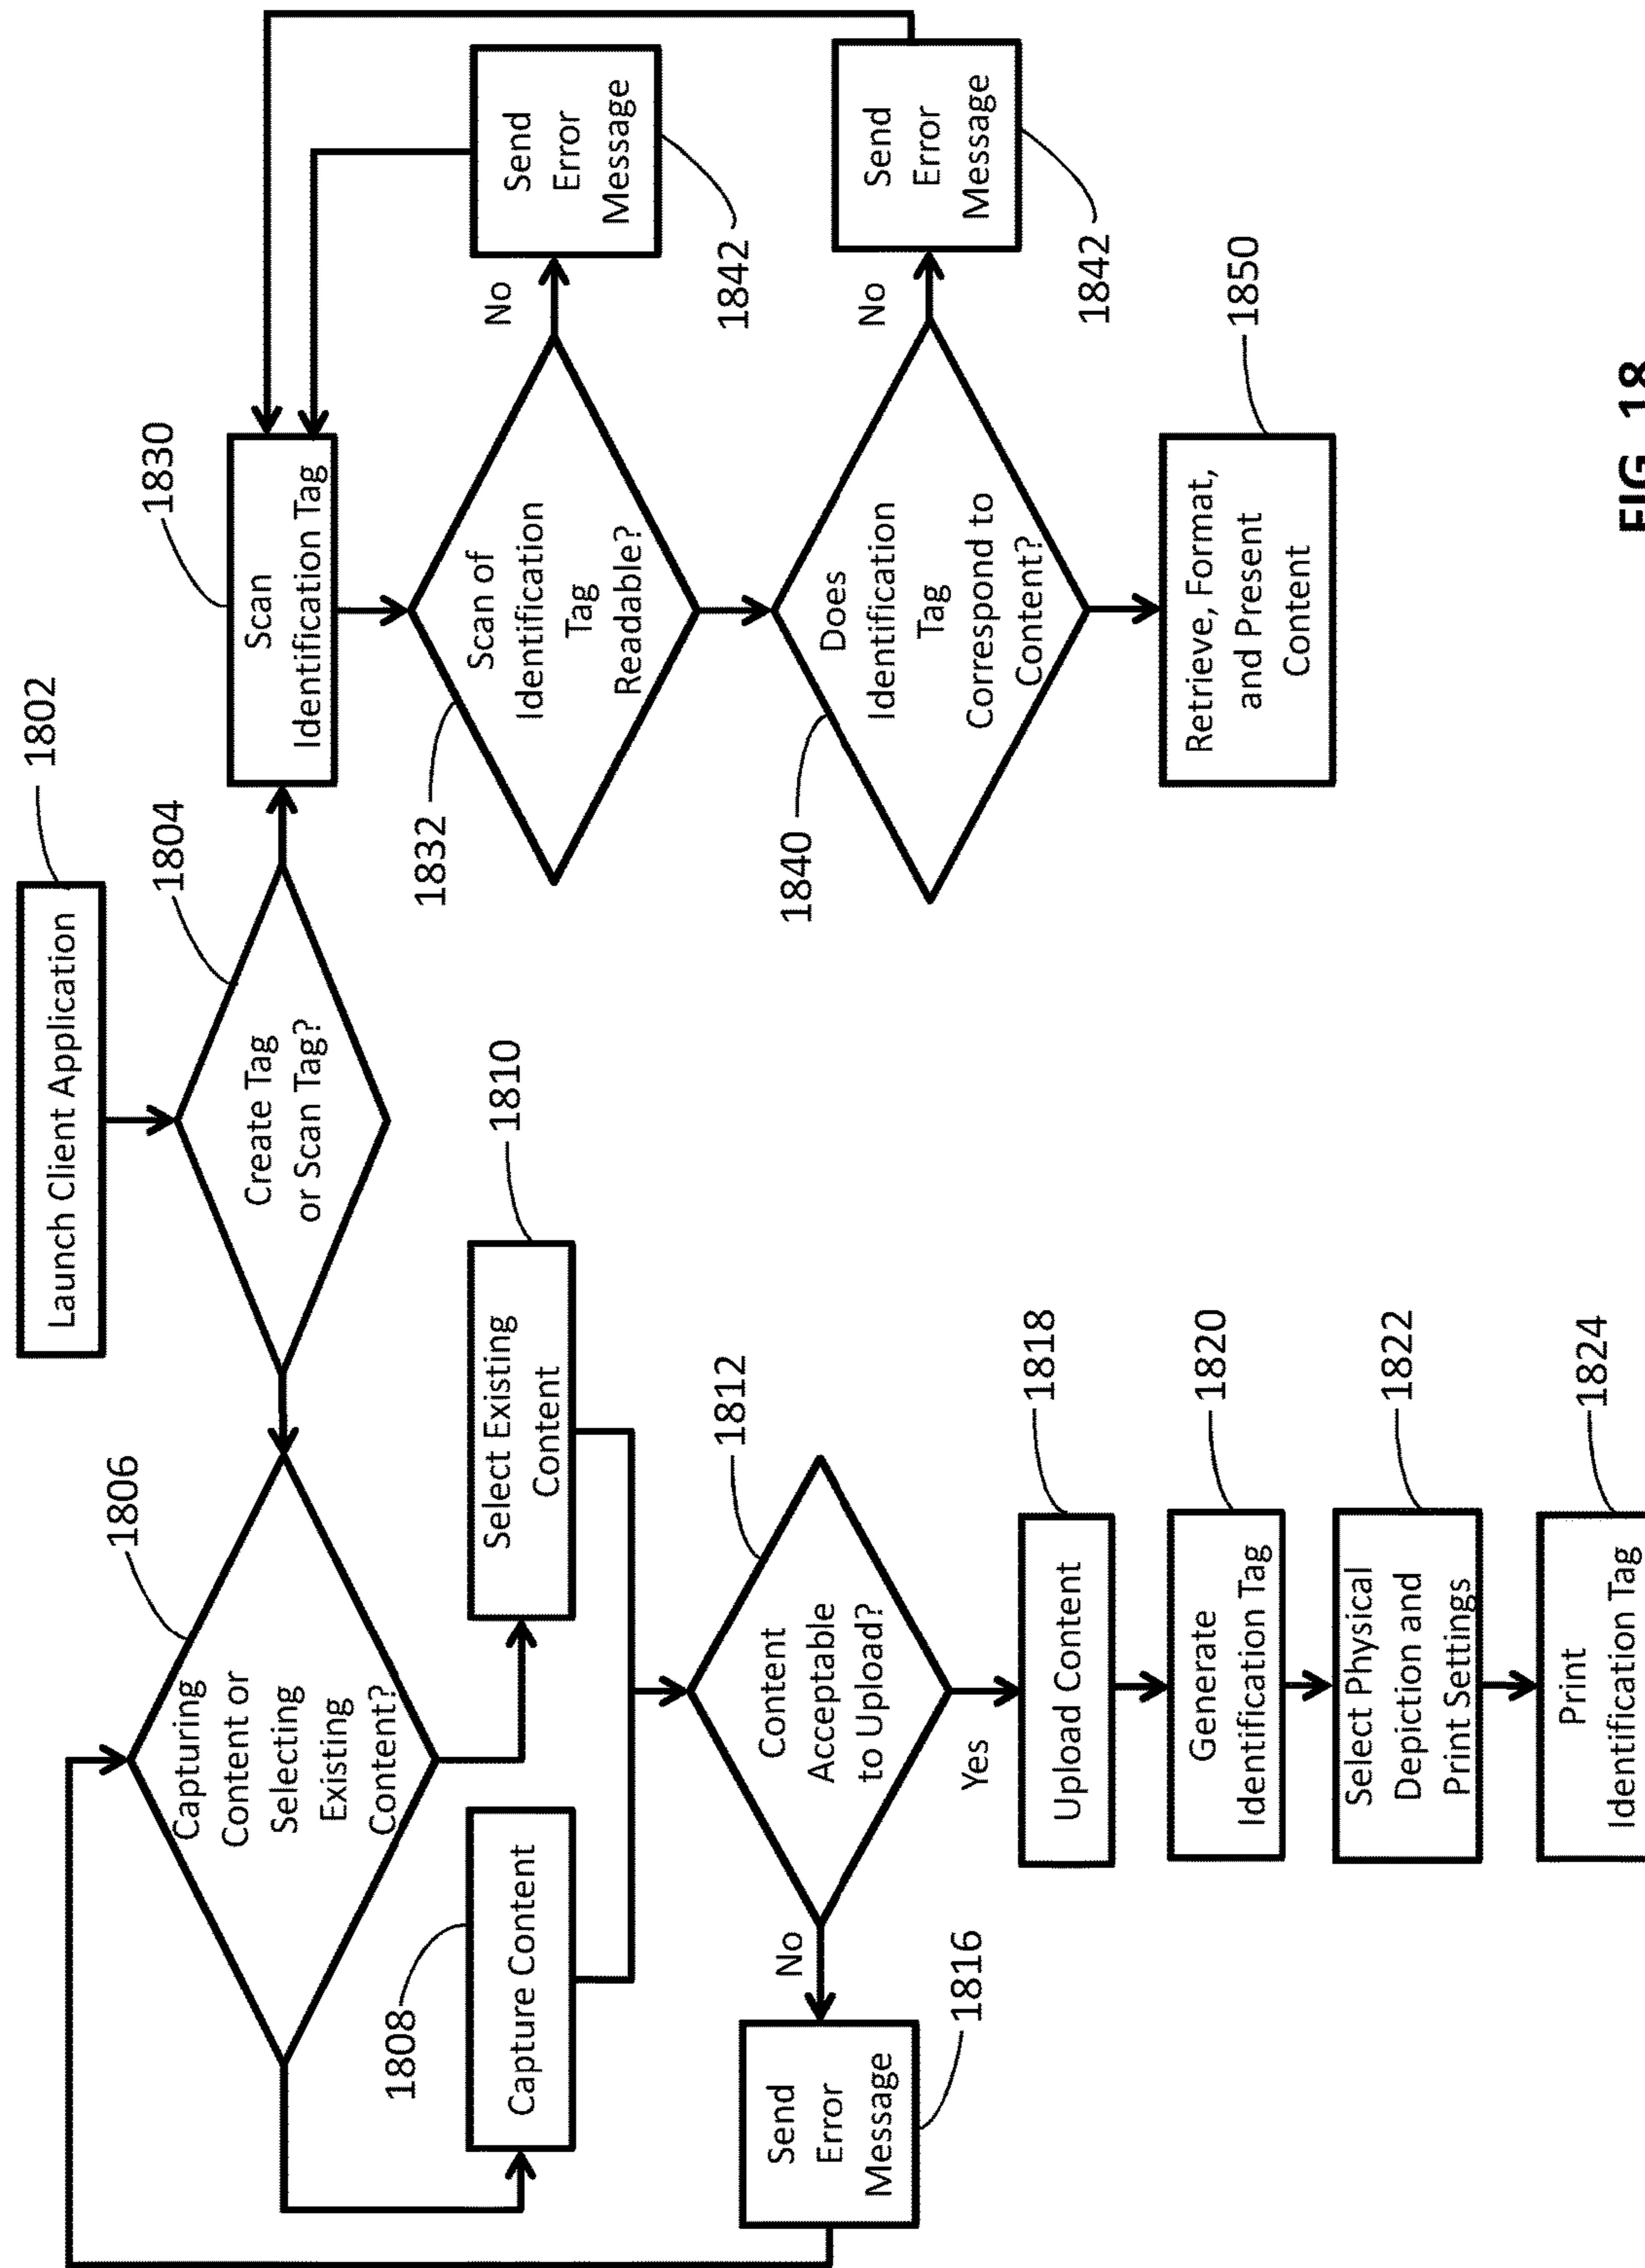 Launch Client Application
1802
1804
Create Tag
or Scan Tag?
1806
Capturing
Content or
Selecting
Existing
Content?
1808
Capture Content
1810
Select Existing
Content
1812
Content
Acceptable
to Upload?
No
Send
Error
Message
1816
Yes
Upload Content
1818
Generate
Identification Tag
1820
Select Physical
Depiction and
Print Settings
1822
Print
Identification Tag
1824
1830
Scan
Identification Tag
1832
Scan of
Identification
Tag
Readable?
No
Send
Error
Message
1842
1840
Does
Identification
Tag
Correspond to
Content?
No
Send
Error
Message
1842
Retrieve, Format,
and Present
Content
1850
FIG. 18